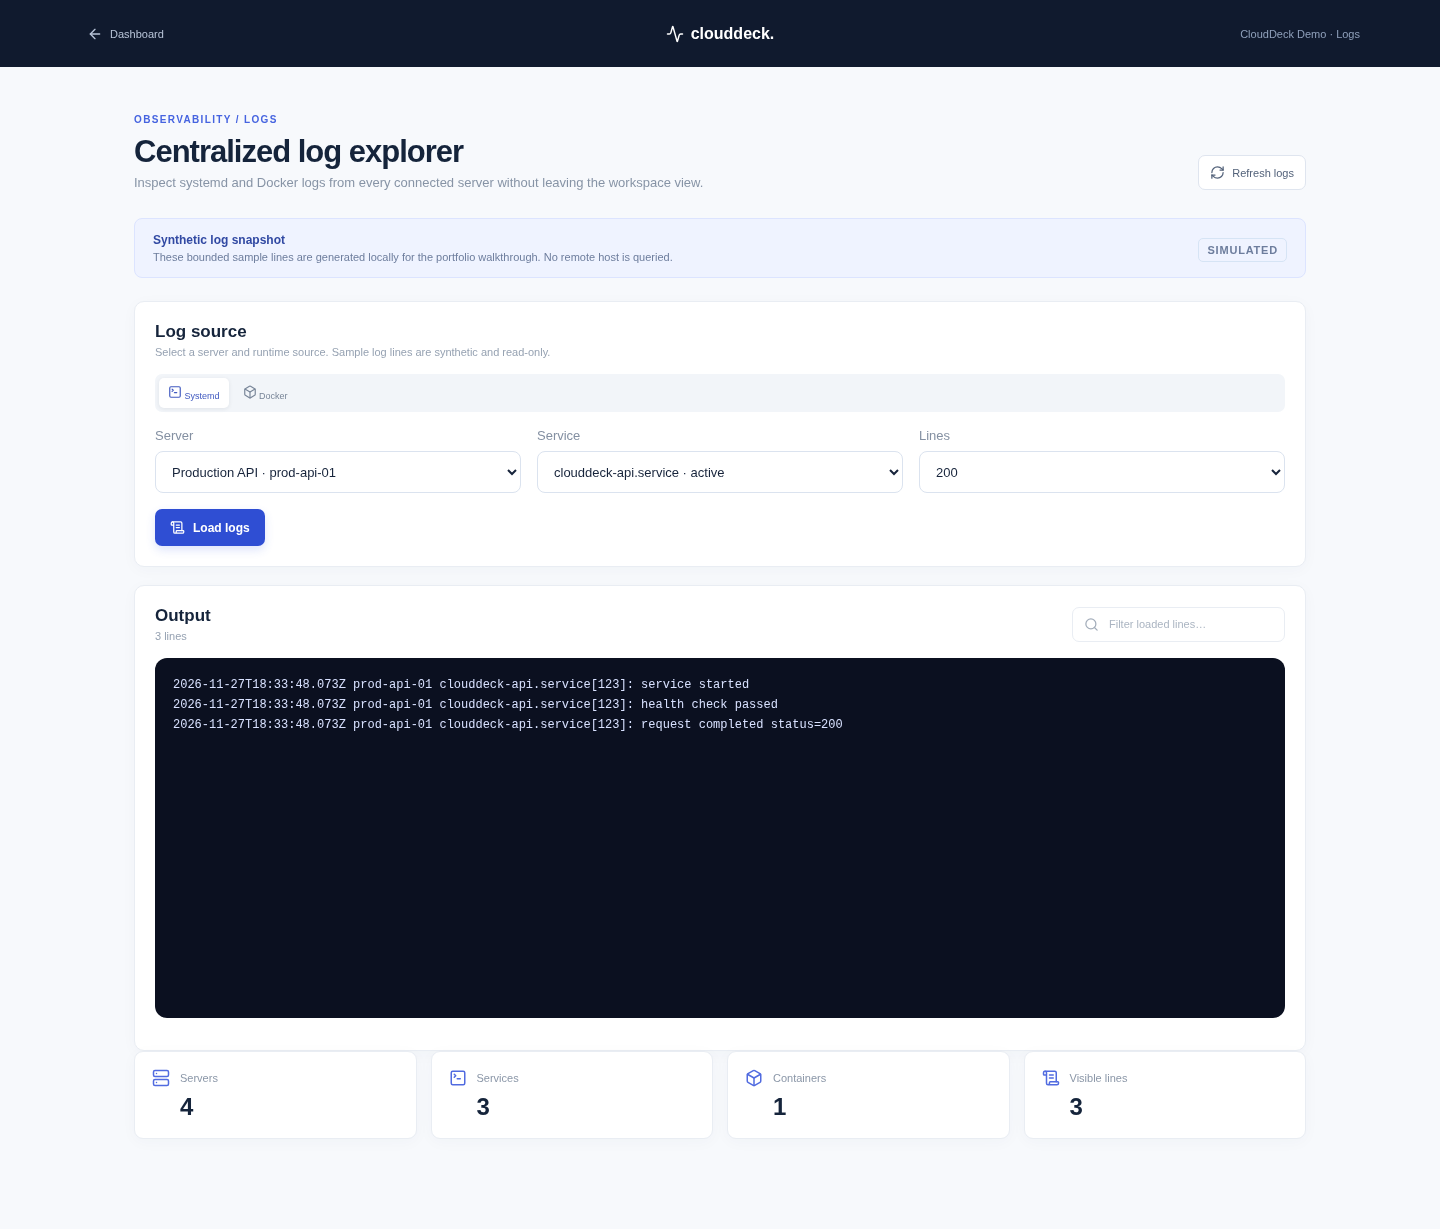 Dashboard
clouddeck.
CloudDeck Demo · Logs
OBSERVABILITY / LOGS
Centralized log explorer
Inspect systemd and Docker logs from every connected server without leaving the workspace view.
Refresh logs
Synthetic log snapshot
These bounded sample lines are generated locally for the portfolio walkthrough. No remote host is queried.
SIMULATED
Log source
Select a server and runtime source. Sample log lines are synthetic and read-only.
Systemd
Docker
Server
Service
Lines
Production API · prod-api-01
clouddeck-api.service · active
200
Load logs
Output
3 lines
Filter loaded lines...
2026-11-27T18:33:48.073Z prod-api-01 clouddeck-api.service[123]: service started
2026-11-27T18:33:48.073Z prod-api-01 clouddeck-api.service[123]: health check passed
2026-11-27T18:33:48.073Z prod-api-01 clouddeck-api.service[123]: request completed status=200
Servers
4
Services
3
Containers
1
Visible lines
3